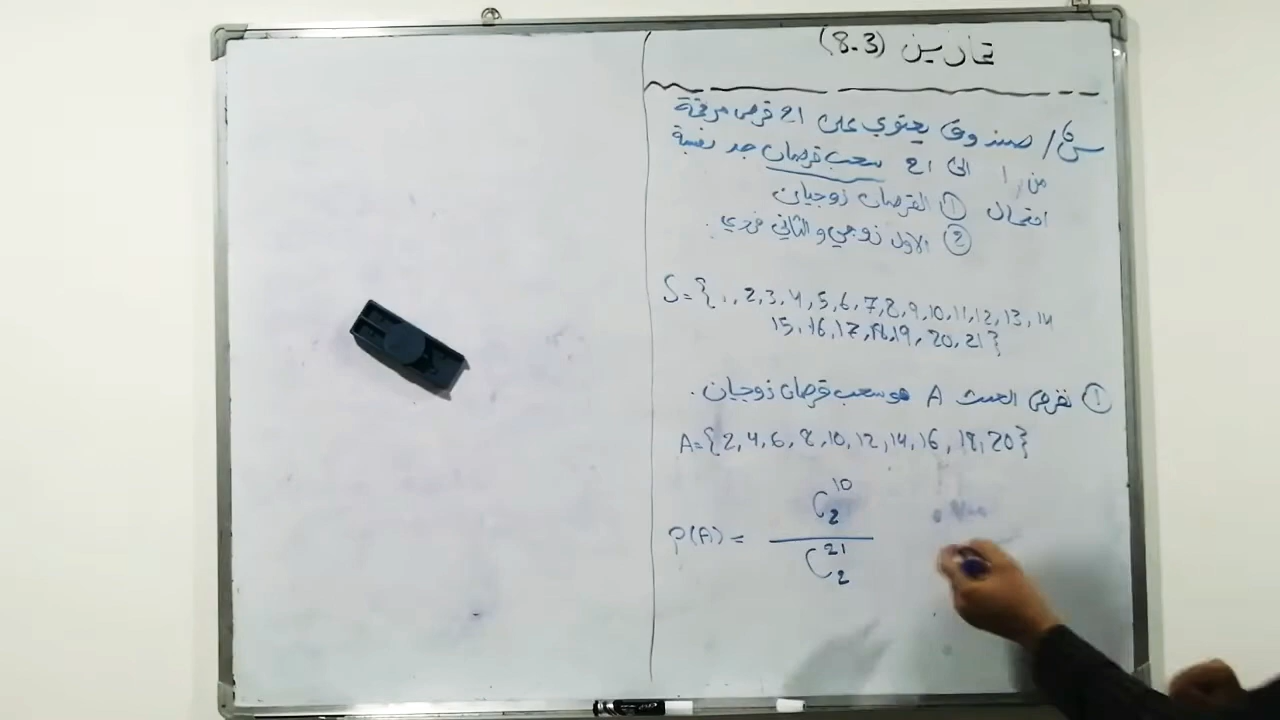 تمارين (8-3)
س6/ صندوق يحتوي على 21 قرص مرقمة
من 1 الى 21 سحب قرصان جد نسبة
احتمال ① القرصان زوجيان
② الاول زوجي والثاني فردي.
S={1,2,3,4,5,6,7,8,9,10,11,12,13,14
15,16,17,18,19,20,21}
① نفرض الحدث A هو سحب قرصان زوجيان.
A={2,4,6,8,10,12,14,16,18,20}
P(A) = C₂¹⁰ / C₂²¹